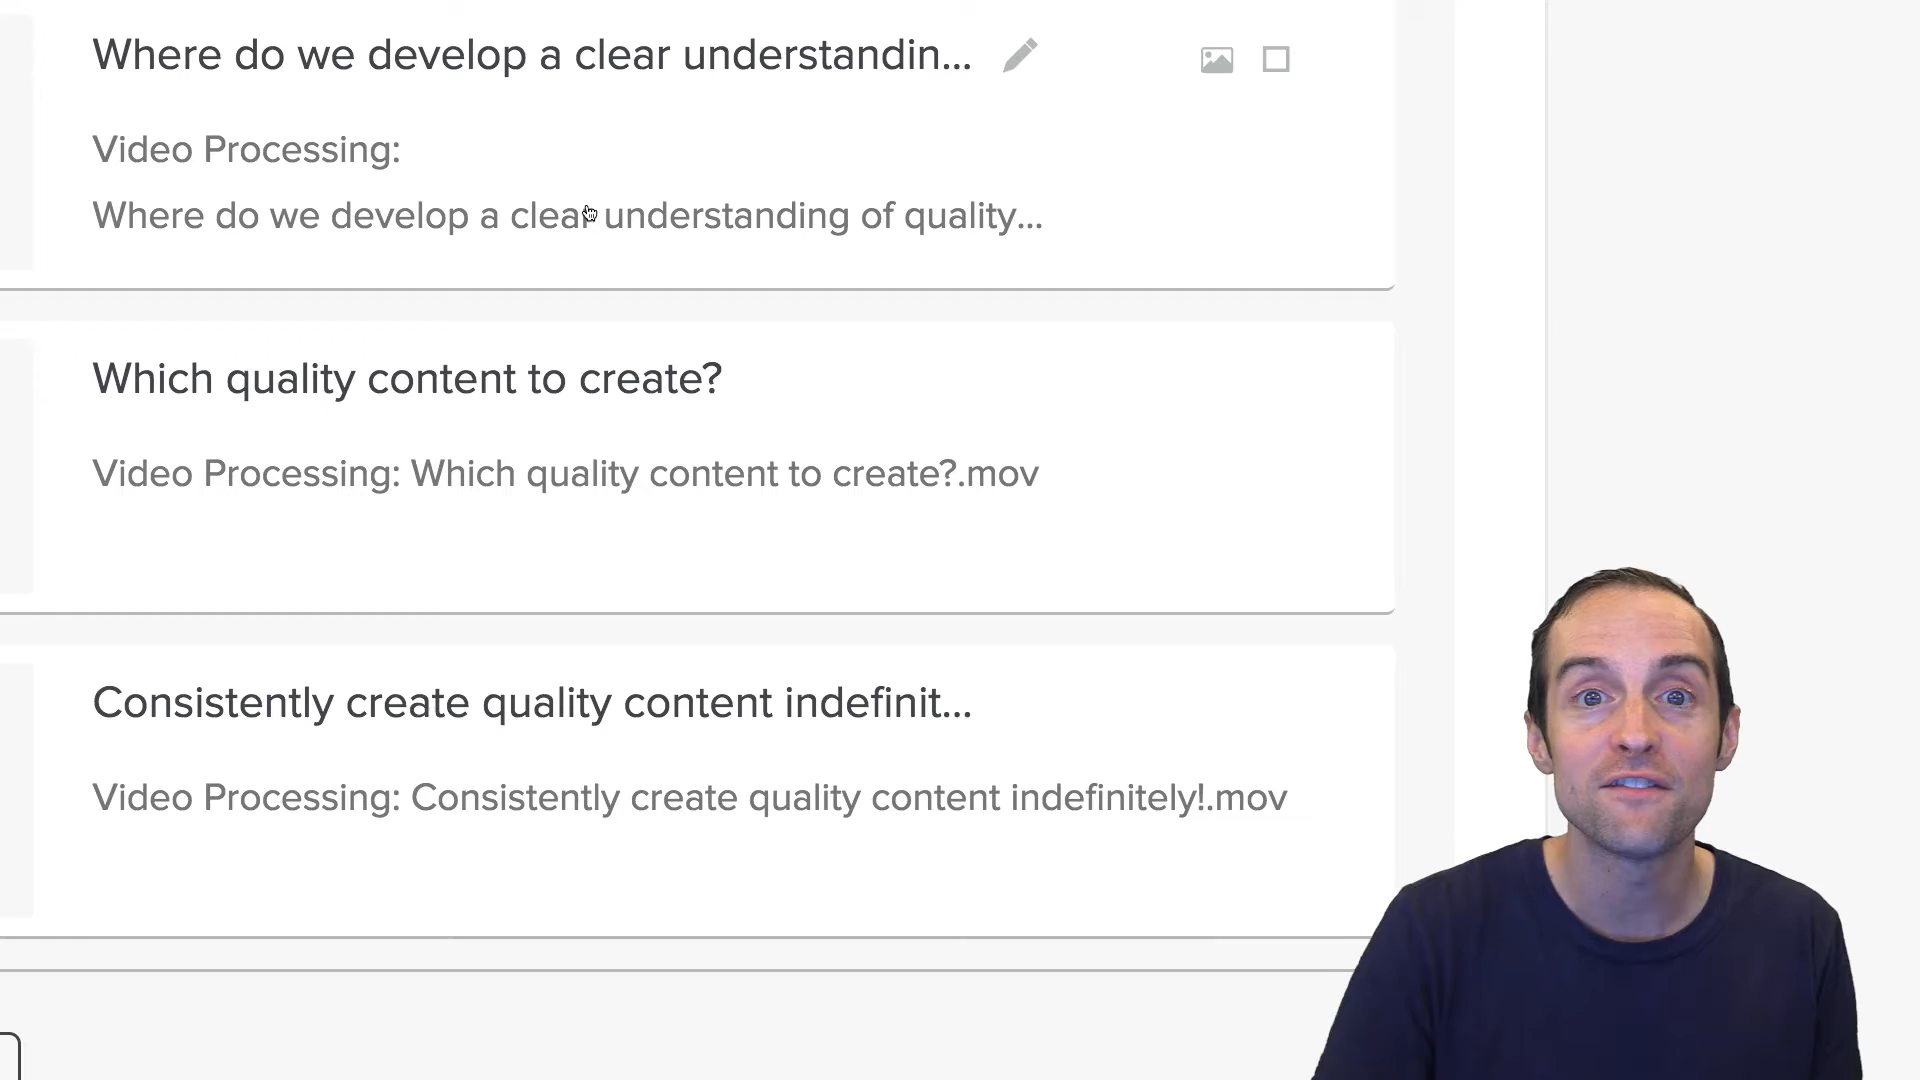 Where do we develop a clear understandin...
Video Processing:
Where do we develop a clear understanding of quality...
Which quality content to create?
Video Processing: Which quality content to create?.mov
Consistently create quality content indefinit...
Video Processing: Consistently create quality content indefinitely!.mov